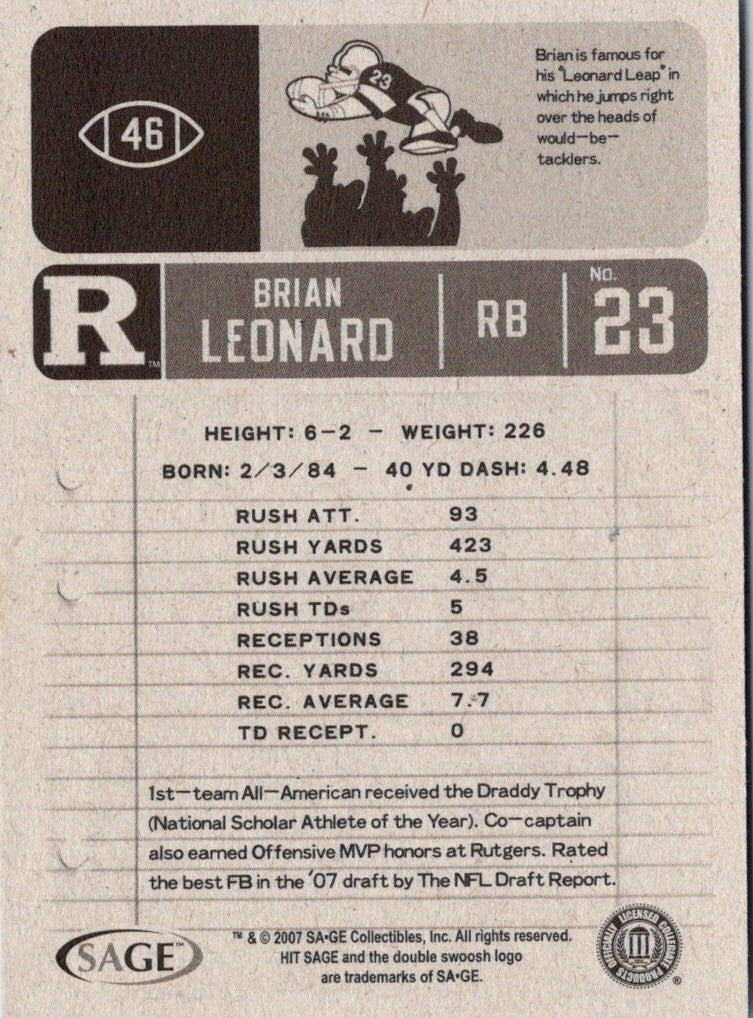 Brian is famous for
his "Leonard Leap" in
which he jumps right
over the heads of
would-be-
tacklers.
46
23
R™
BRIAN
LEONARD
RB
NO.
23
HEIGHT: 6-2 - WEIGHT: 226
BORN: 2/3/84 - 40 YD DASH: 4.48
RUSH ATT. 93
RUSH YARDS 423
RUSH AVERAGE 4.5
RUSH TDs 5
RECEPTIONS 38
REC. YARDS 294
REC. AVERAGE 7.7
TD RECEPT. 0
1st-team All-American received the Draddy Trophy
(National Scholar Athlete of the Year). Co-captain
also earned Offensive MVP honors at Rutgers. Rated
the best FB in the '07 draft by The NFL Draft Report.
SAGE™
™ & © 2007 SA•GE Collectibles, Inc. All rights reserved.
HIT SAGE and the double swoosh logo
are trademarks of SA•GE.
OFFICIALLY LICENSED COLLEGIATE PRODUCTS
®